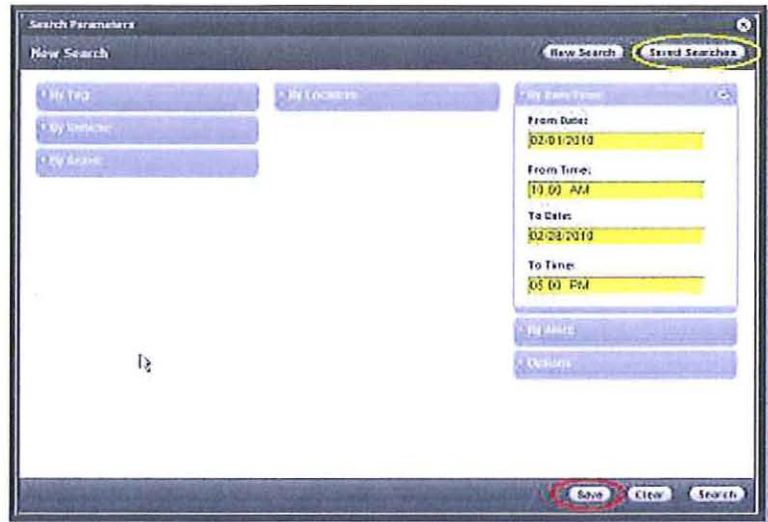 Search Parameters
New Search
New Search
Saved Searches
By Tag
By Vehicle
By Location
By Date/Time
From Date:
02/01/2010
From Time:
10:00 AM
To Date:
02/28/2010
To Time:
05:00 PM
By Alert
Options
Save
Clear
Search